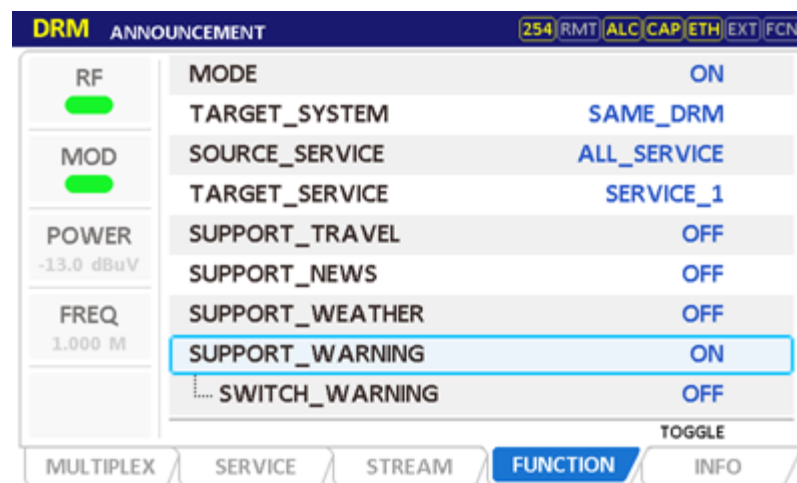 DRM ANNOUNCEMENT 254 RMT ALC CAP ETH EXT FCN
RF
MOD
POWER
-13.0 dBuV
FREQ
1.000 M
MODE ON
TARGET_SYSTEM SAME_DRM
SOURCE_SERVICE ALL_SERVICE
TARGET_SERVICE SERVICE_1
SUPPORT_TRAVEL OFF
SUPPORT_NEWS OFF
SUPPORT_WEATHER OFF
SUPPORT_WARNING ON
SWITCH_WARNING OFF
TOGGLE
MULTIPLEX SERVICE STREAM FUNCTION INFO